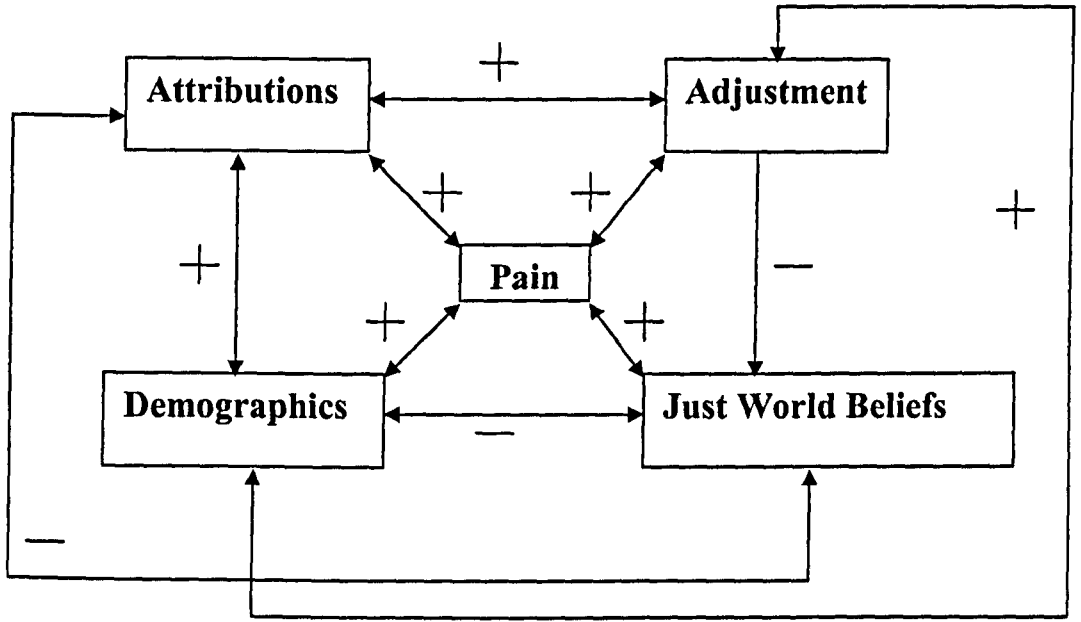 +
Attributions
Adjustment
+
+
+
+
Pain
−
+
+
Demographics
Just World Beliefs
−
−